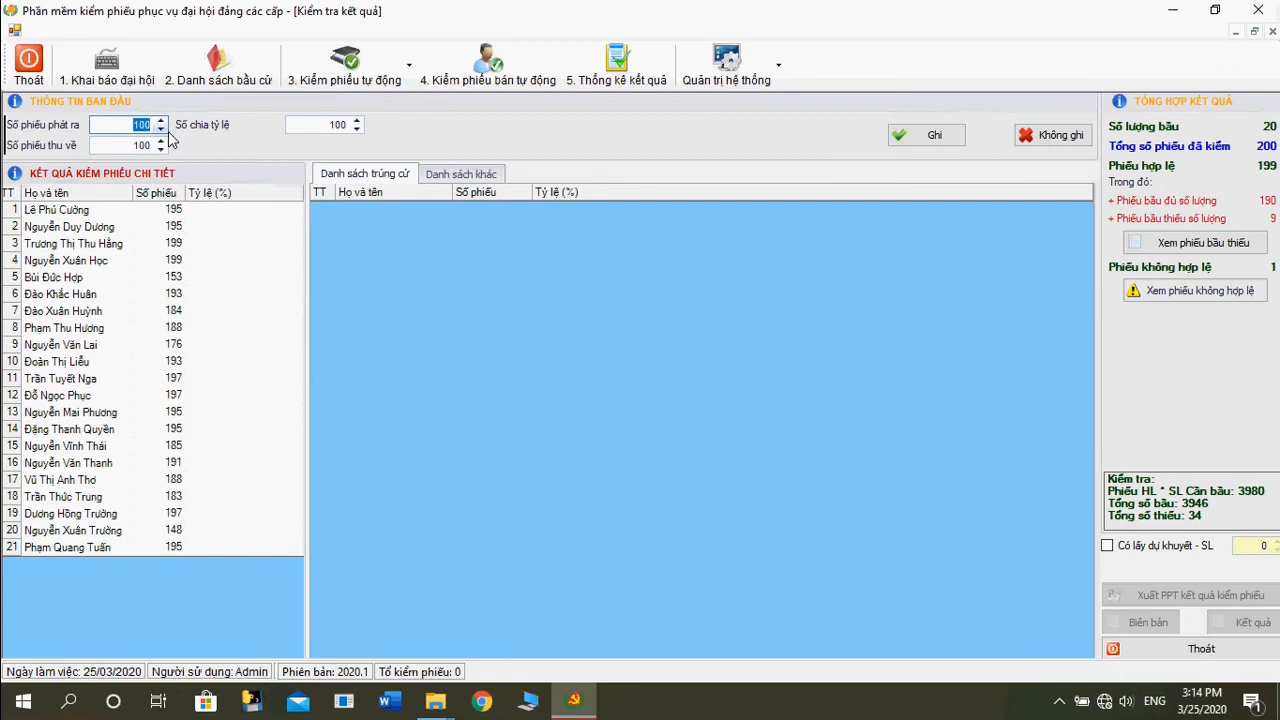 Phần mềm kiểm phiếu phục vụ đại hội đảng các cấp - [Kiểm tra kết quả]
Thoát 1. Khai báo đại hội 2. Danh sách bầu cử 3. Kiểm phiếu tự động 4. Kiểm phiếu bán tự động 5. Thống kê kết quả Quản trị hệ thống
THÔNG TIN BAN ĐẦU
Số phiếu phát ra 100 Số chia tỷ lệ 100
Số phiếu thu về 100
Ghi Không ghi
KẾT QUẢ KIỂM PHIẾU CHI TIẾT
TT Họ và tên Số phiếu Tỷ lệ (%)
1 Lê Phú Cường 195
2 Nguyễn Duy Dương 195
3 Trương Thị Thu Hằng 199
4 Nguyễn Xuân Học 199
5 Bùi Đức Hợp 153
6 Đào Khắc Huân 193
7 Đào Xuân Huỳnh 184
8 Phạm Thu Hương 188
9 Nguyễn Văn Lai 176
10 Đoàn Thị Liễu 193
11 Trần Tuyết Nga 197
12 Đỗ Ngọc Phục 197
13 Nguyễn Mai Phương 195
14 Đặng Thanh Quyền 195
15 Nguyễn Vĩnh Thái 185
16 Nguyễn Văn Thanh 191
17 Vũ Thị Anh Thơ 188
18 Trần Thức Trung 183
19 Dương Hồng Trường 197
20 Nguyễn Xuân Trường 148
21 Phạm Quang Tuấn 195
Danh sách trúng cử Danh sách khác
TT Họ và tên Số phiếu Tỷ lệ (%)
TỔNG HỢP KẾT QUẢ
Số lượng bầu 20
Tổng số phiếu đã kiểm 200
Phiếu hợp lệ 199
Trong đó:
+ Phiếu bầu đủ số lượng 190
+ Phiếu bầu thiếu số lượng 9
Xem phiếu bầu thiếu
Phiếu không hợp lệ 1
Xem phiếu không hợp lệ
Kiểm tra:
Phiếu HL * SL Cần bầu: 3980
Tổng số bầu: 3946
Tổng số thiếu: 34
Có lấy dự khuyết - SL 0
Xuất PPT kết quả kiểm phiếu
Biên bản Kết quả
Thoát
Ngày làm việc: 25/03/2020 Người sử dụng: Admin Phiên bản: 2020.1 Tổ kiểm phiếu: 0
ENG
3:14 PM
3/25/2020
1